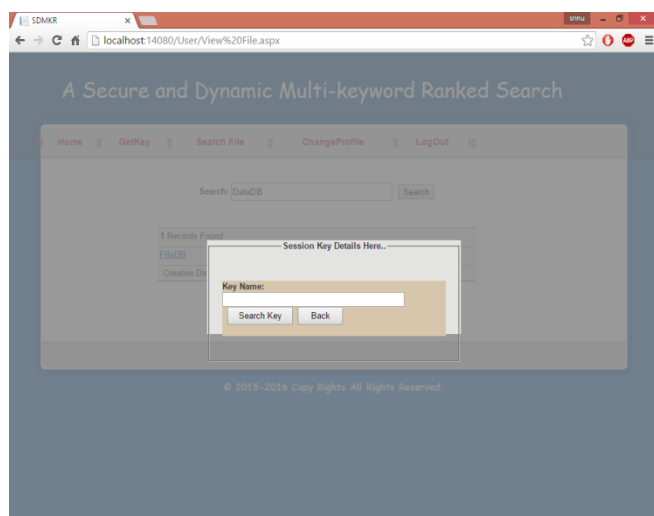 SDMKR
srinu
localhost:14080/User/View%20File.aspx
ABP
A Secure and Dynamic Multi-keyword Ranked Search
Home || GetKey || Search File || ChangeProfile || LogOut |||
Search: DataDB Search
1 Records Found
Session Key Details Here..
FileDB
Creation Da
Key Name:
Search Key Back
© 2015-2016 Copy Rights All Rights Reserved.